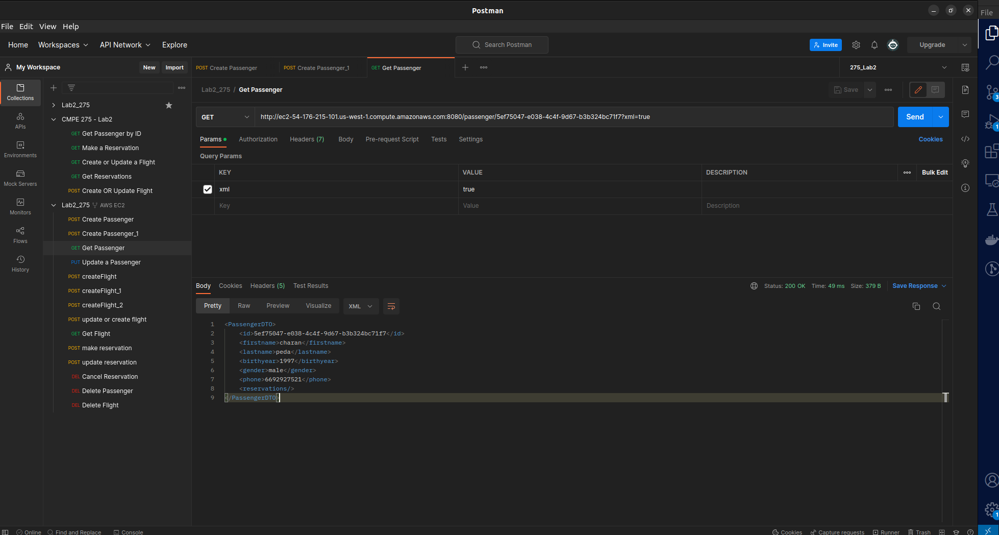 Postman
File Edit View Help
File
Home Workspaces API Network Explore
Search Postman
Invite
Upgrade
My Workspace
New Import
POST Create Passenger
POST Create Passenger_1
GET Get Passenger
275_Lab2
Collections
APIs
Environments
Mock Servers
Monitors
Flows
History
Lab2_275
CMPE 275 - Lab2
GET Get Passenger by ID
GET Make a Reservation
GET Create or Update a Flight
GET Get Reservations
POST Create OR Update Flight
Lab2_275 AWS EC2
POST Create Passenger
POST Create Passenger_1
GET Get Passenger
PUT Update a Passenger
POST createFlight
POST createFlight_1
POST createFlight_2
POST update or create flight
GET Get Flight
POST make reservation
POST update reservation
DEL Cancel Reservation
DEL Delete Passenger
DEL Delete Flight
Lab2_275 / Get Passenger
Save
GET http://ec2-54-176-215-101.us-west-1.compute.amazonaws.com:8080/passenger/5ef75047-e038-4c4f-9d67-b3b324bc71f7?xml=true
Send
Params Authorization Headers (7) Body Pre-request Script Tests Settings
Cookies
Query Params
KEY VALUE DESCRIPTION
Bulk Edit
xml true
Key Value Description
Body Cookies Headers (5) Test Results
Status: 200 OK Time: 49 ms Size: 379 B
Save Response
Pretty Raw Preview Visualize XML
1 <PassengerDTO>
2 <id>5ef75047-e038-4c4f-9d67-b3b324bc71f7</id>
3 <firstname>charan</firstname>
4 <lastname>peda</lastname>
5 <birthyear>1997</birthyear>
6 <gender>male</gender>
7 <phone>6692927521</phone>
8 <reservations/>
9 </PassengerDTO>
Online Find and Replace Console
Cookies Capture requests Runner Trash
3
1
1